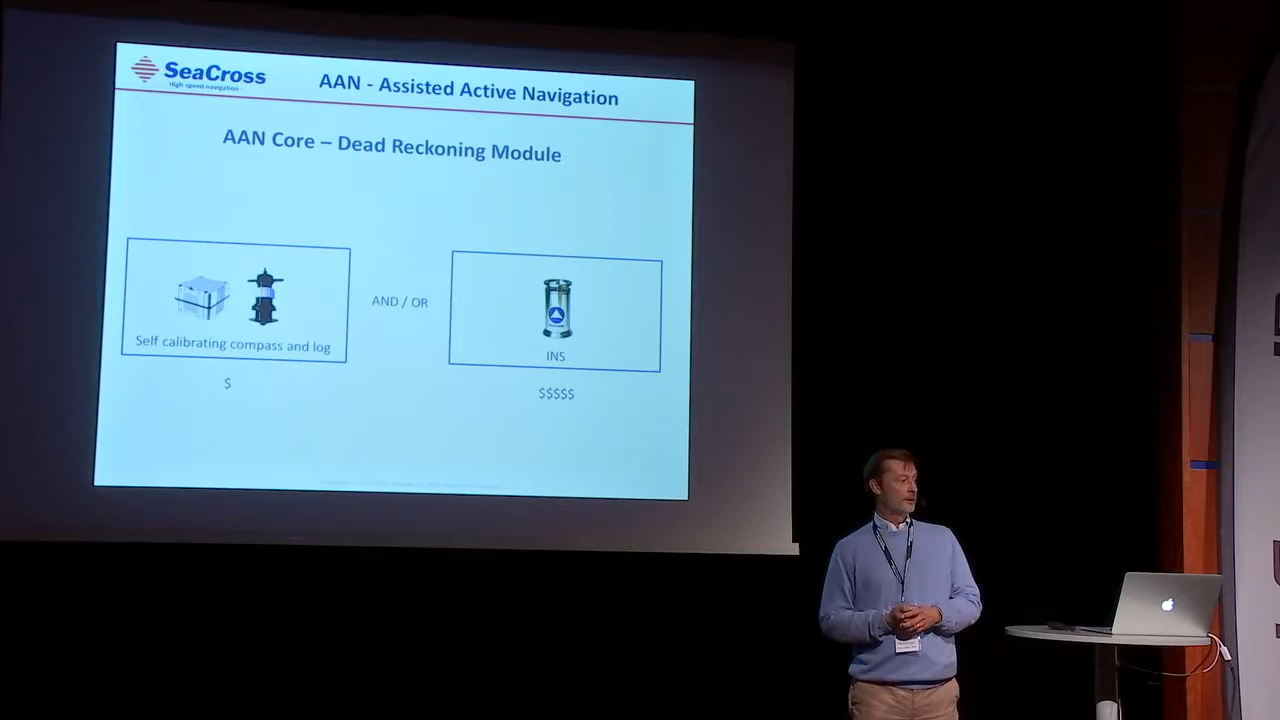 SeaCross
High speed navigation
AAN - Assisted Active Navigation
AAN Core – Dead Reckoning Module
Self calibrating compass and log
$
AND / OR
INS
$$$$$